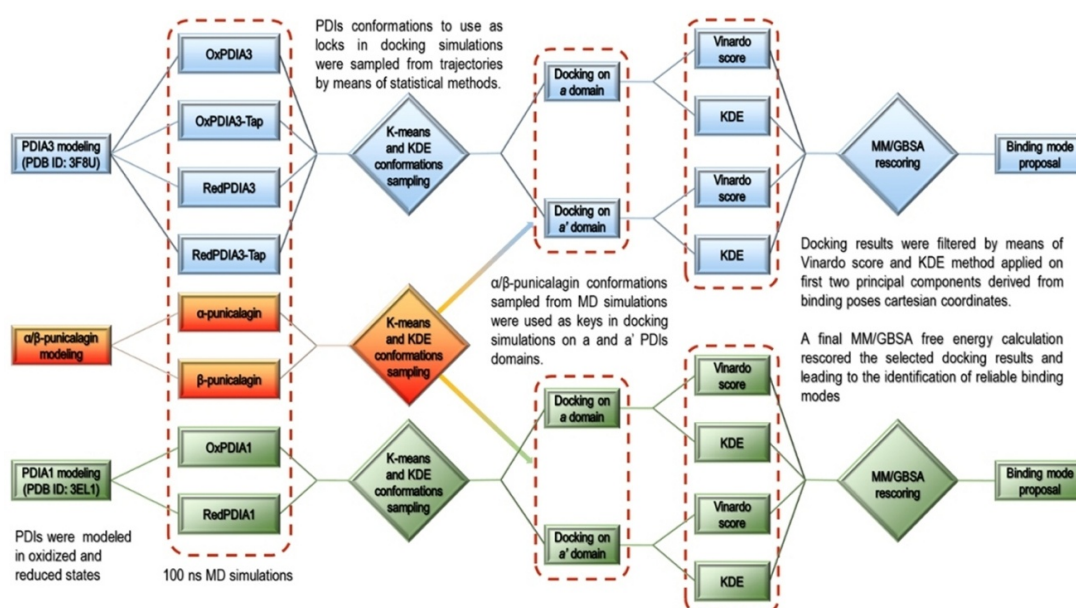 PDIs conformations to use as
locks in docking simulations
were sampled from trajectories
by means of statistical methods.
PDIA3 modeling
(PDB ID: 3F8U)
OxPDIA3
OxPDIA3-Tap
RedPDIA3
RedPDIA3-Tap
K-means
and KDE
conformations
sampling
Docking on
a domain
Docking on
a' domain
Vinardo
score
KDE
Vinardo
score
KDE
MM/GBSA
rescoring
Binding mode
proposal
α/β-punicalagin
modeling
α-punicalagin
β-punicalagin
K-means
and KDE
conformations
sampling
α/β-punicalagin conformations
sampled from MD simulations
were used as keys in docking
simulations on a and a' PDIs
domains.
Docking results were filtered by means of
Vinardo score and KDE method applied on
first two principal components derived from
binding poses cartesian coordinates.
A final MM/GBSA free energy calculation
rescored the selected docking results and
leading to the identification of reliable binding
modes
PDIA1 modeling
(PDB ID: 3EL1)
OxPDIA1
RedPDIA1
K-means
and KDE
conformations
sampling
Docking on
a domain
Docking on
a' domain
Vinardo
score
KDE
Vinardo
score
KDE
MM/GBSA
rescoring
Binding mode
proposal
PDIs were modeled
in oxidized and
reduced states
100 ns MD simulations